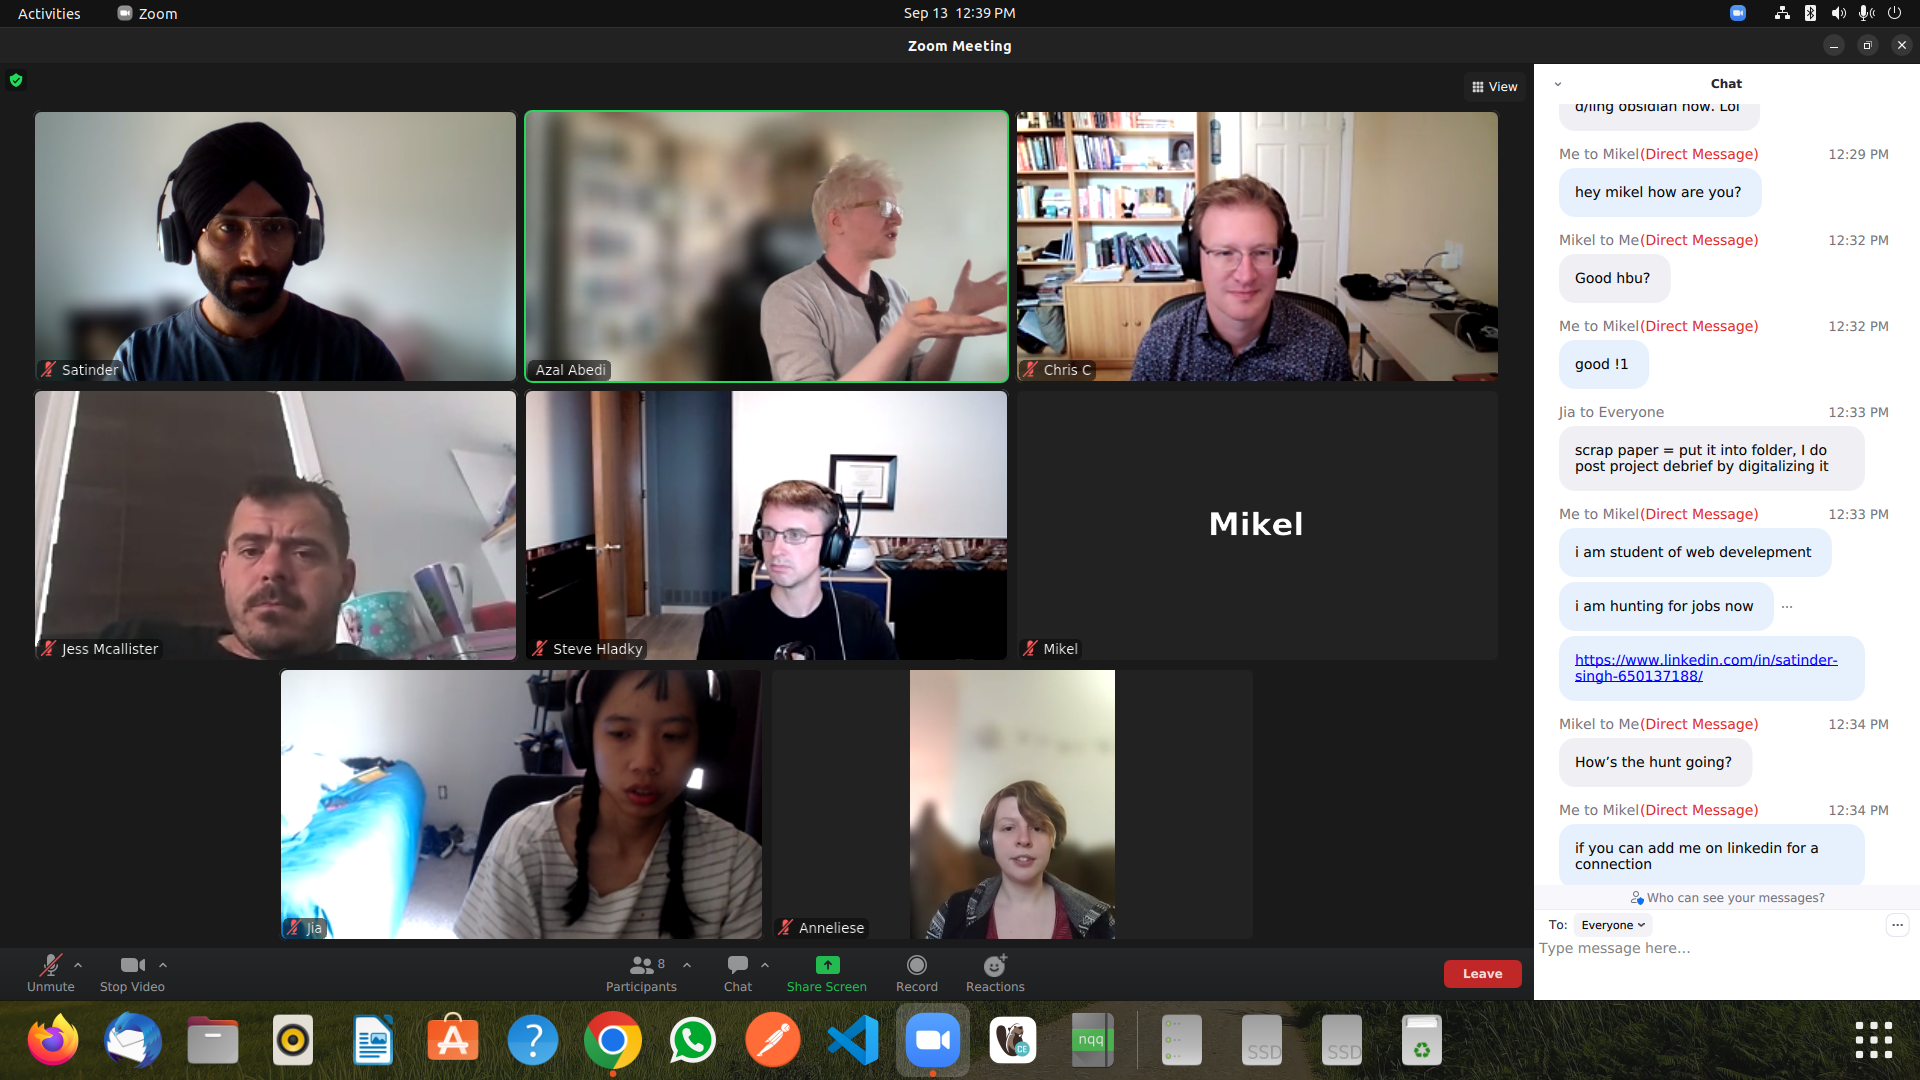 Activities
Zoom
Sep 13 12:39 PM
Zoom Meeting
View
Satinder
Azal Abedi
Chris C
Jess Mcallister
Steve Hladky
Mikel
Mikel
Jia
Anneliese
Chat
d/ling obsidian now. Lol
Me to Mikel(Direct Message) 12:29 PM
hey mikel how are you?
Mikel to Me(Direct Message) 12:32 PM
Good hbu?
Me to Mikel(Direct Message) 12:32 PM
good !1
Jia to Everyone 12:33 PM
scrap paper = put it into folder, I do
post project debrief by digitalizing it
Me to Mikel(Direct Message) 12:33 PM
i am student of web develepment
i am hunting for jobs now
https://www.linkedin.com/in/satinder-
singh-650137188/
Mikel to Me(Direct Message) 12:34 PM
How’s the hunt going?
Me to Mikel(Direct Message) 12:34 PM
if you can add me on linkedin for a
connection
Who can see your messages?
To: Everyone
Type message here...
Unmute
Stop Video
8
Participants
Chat
Share Screen
Record
Reactions
Leave
?
CE
nqq
SSD
SSD